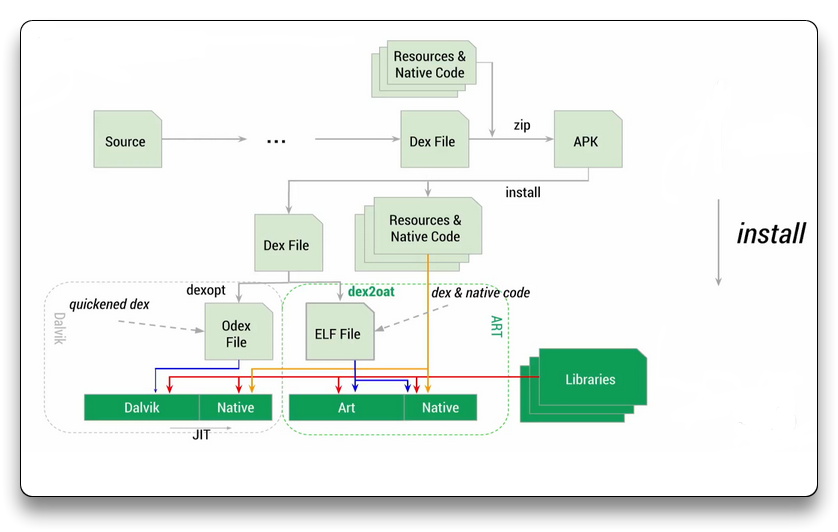 Resources &
Native Code
Source
...
Dex File
zip
APK
install
Dex File
Resources &
Native Code
install
dexopt
dex2oat
dex & native code
quickened dex
Dalvik
Odex
File
ELF File
ART
Libraries
Dalvik
Native
Art
Native
JIT